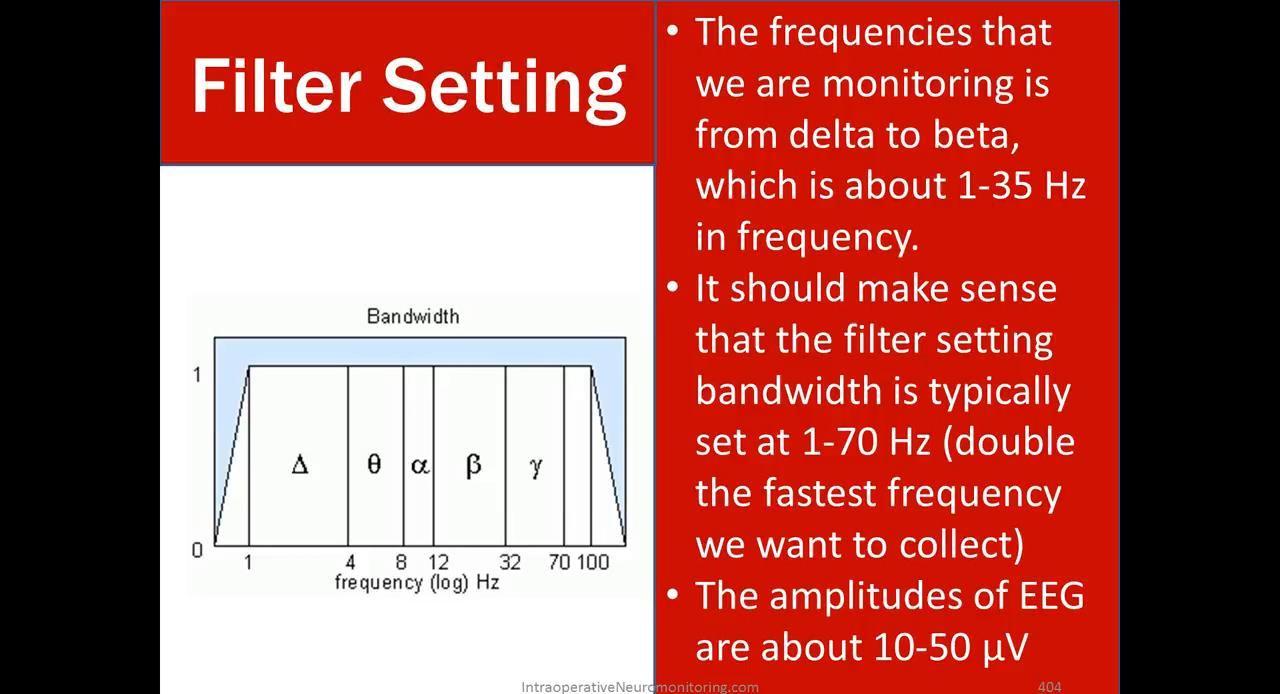 Filter Setting
Bandwidth
1
0
Δ θ α β γ
1 4 8 12 32 70 100
frequency (log) Hz
• The frequencies that
we are monitoring is
from delta to beta,
which is about 1-35 Hz
in frequency.
• It should make sense
that the filter setting
bandwidth is typically
set at 1-70 Hz (double
the fastest frequency
we want to collect)
• The amplitudes of EEG
are about 10-50 µV
IntraoperativeNeuromonitoring.com
404